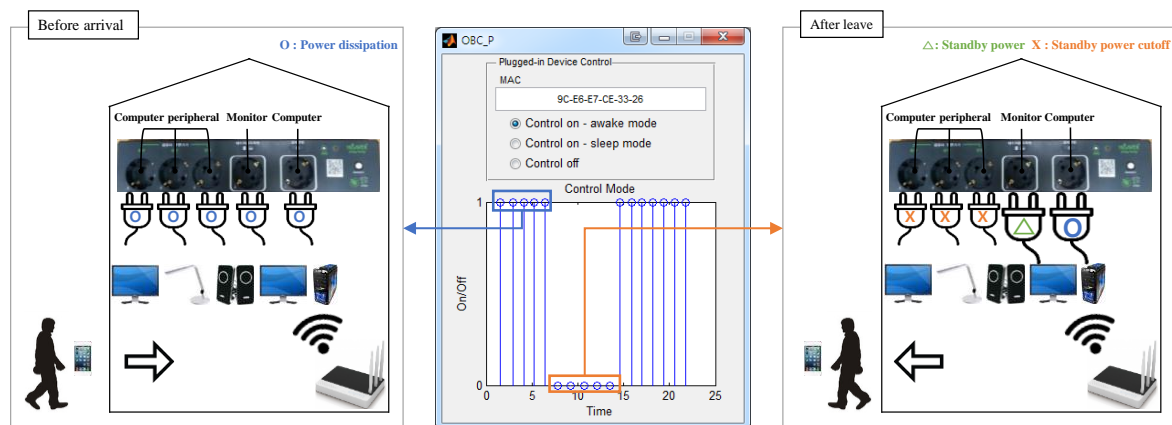 Before arrival
O : Power dissipation
Computer peripheral Monitor Computer
O O O O O
OBC_P
Plugged-in Device Control
MAC
9C-E6-E7-CE-33-26
Control on - awake mode
Control on - sleep mode
Control off
Control Mode
1
On/Off
0
0 5 10 15 20 25
Time
After leave
△: Standby power X : Standby power cutoff
Computer peripheral Monitor Computer
X X X △ O